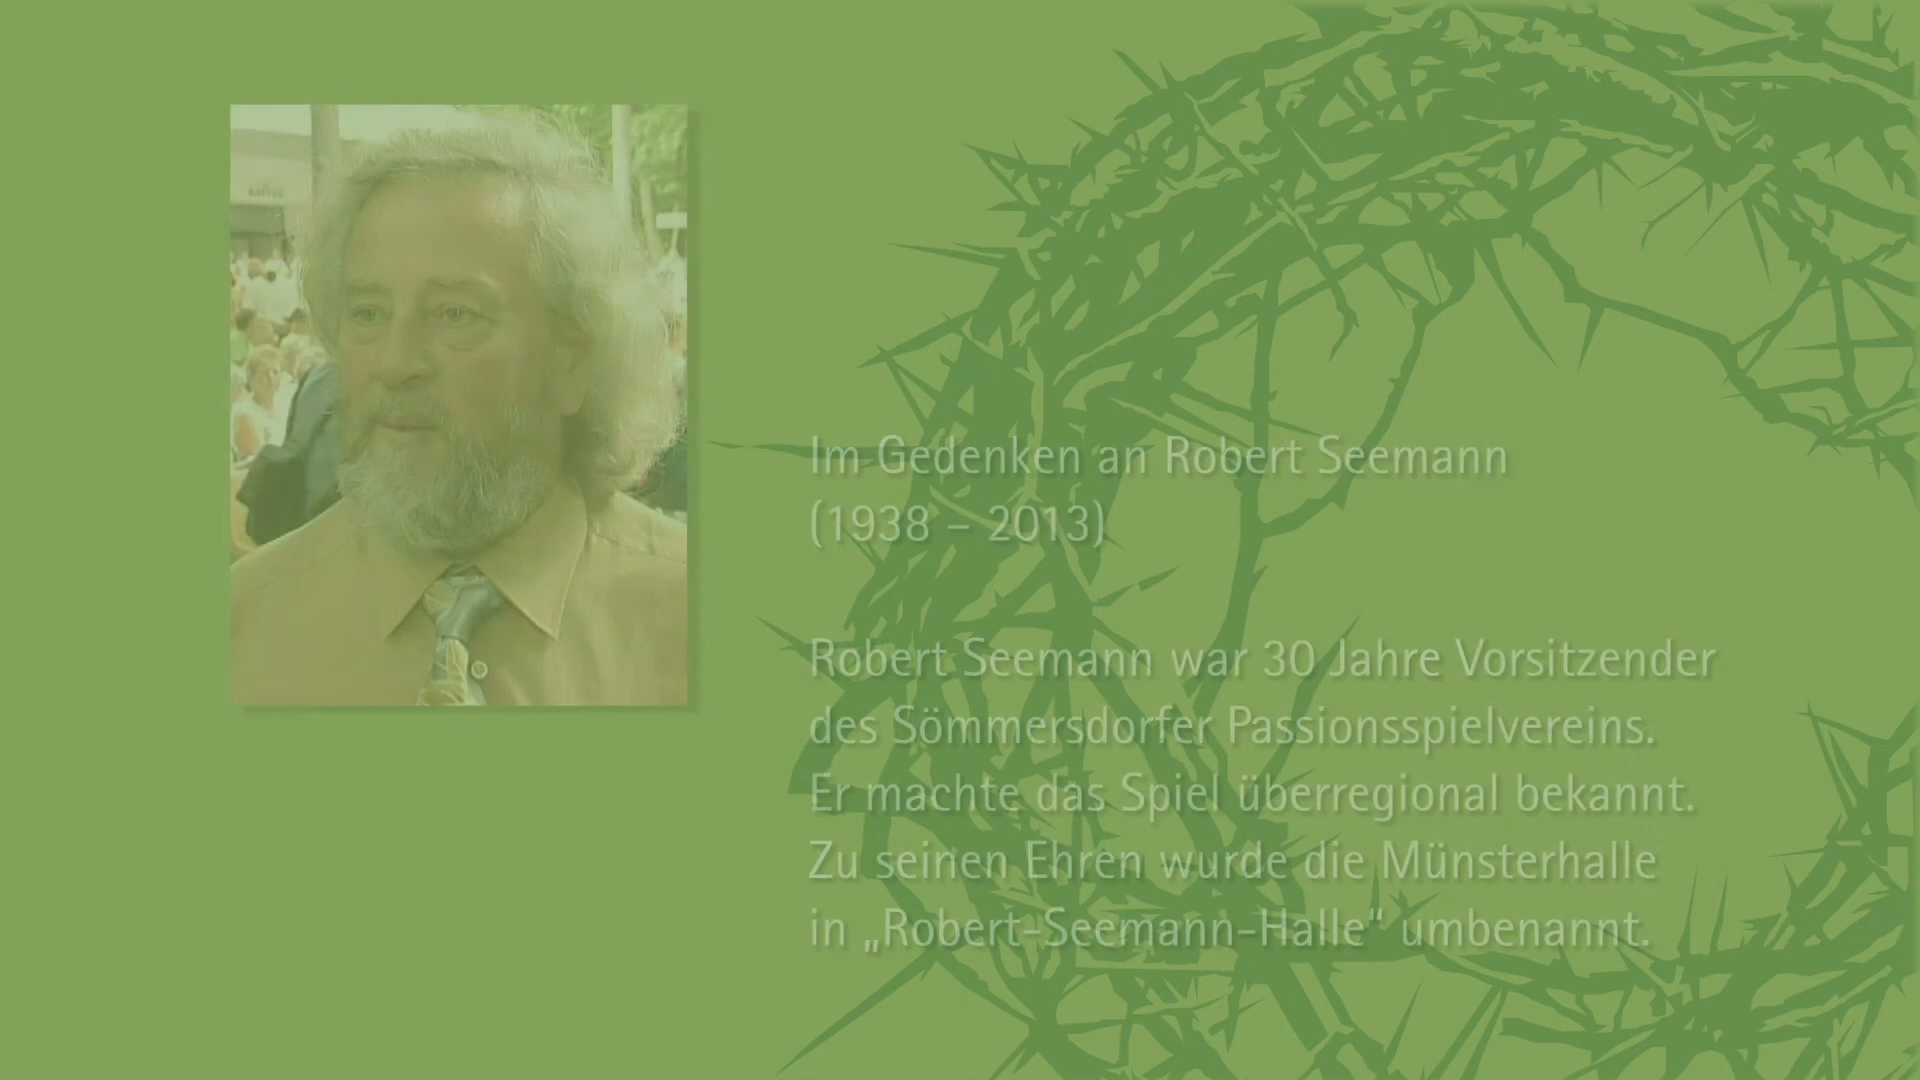 Im Gedenken an Robert Seemann
(1938 – 2013)
Robert Seemann war 30 Jahre Vorsitzender
des Sömmersdorfer Passionsspielvereins.
Er machte das Spiel überregional bekannt.
Zu seinen Ehren wurde die Münsterhalle
in „Robert-Seemann-Halle“ umbenannt.